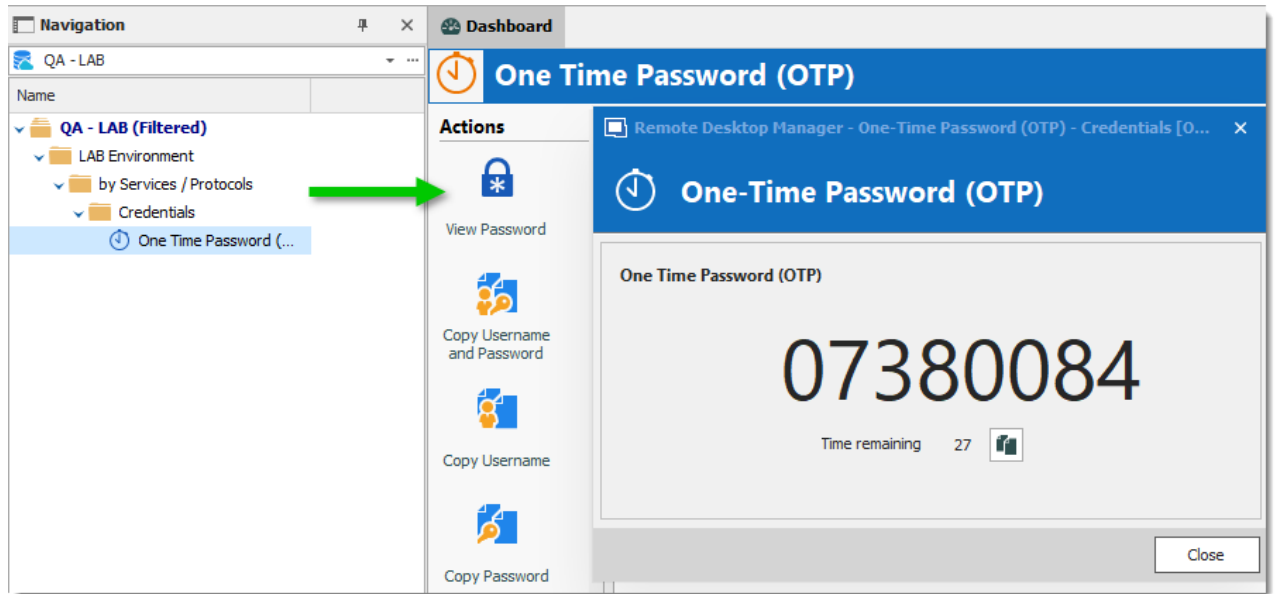 Navigation
QA - LAB
Name
QA - LAB (Filtered)
LAB Environment
by Services / Protocols
Credentials
One Time Password (...
Dashboard
One Time Password (OTP)
Actions
View Password
Copy Username
and Password
Copy Username
Copy Password
Remote Desktop Manager - One-Time Password (OTP) - Credentials [O...
One-Time Password (OTP)
One Time Password (OTP)
07380084
Time remaining 27
Close